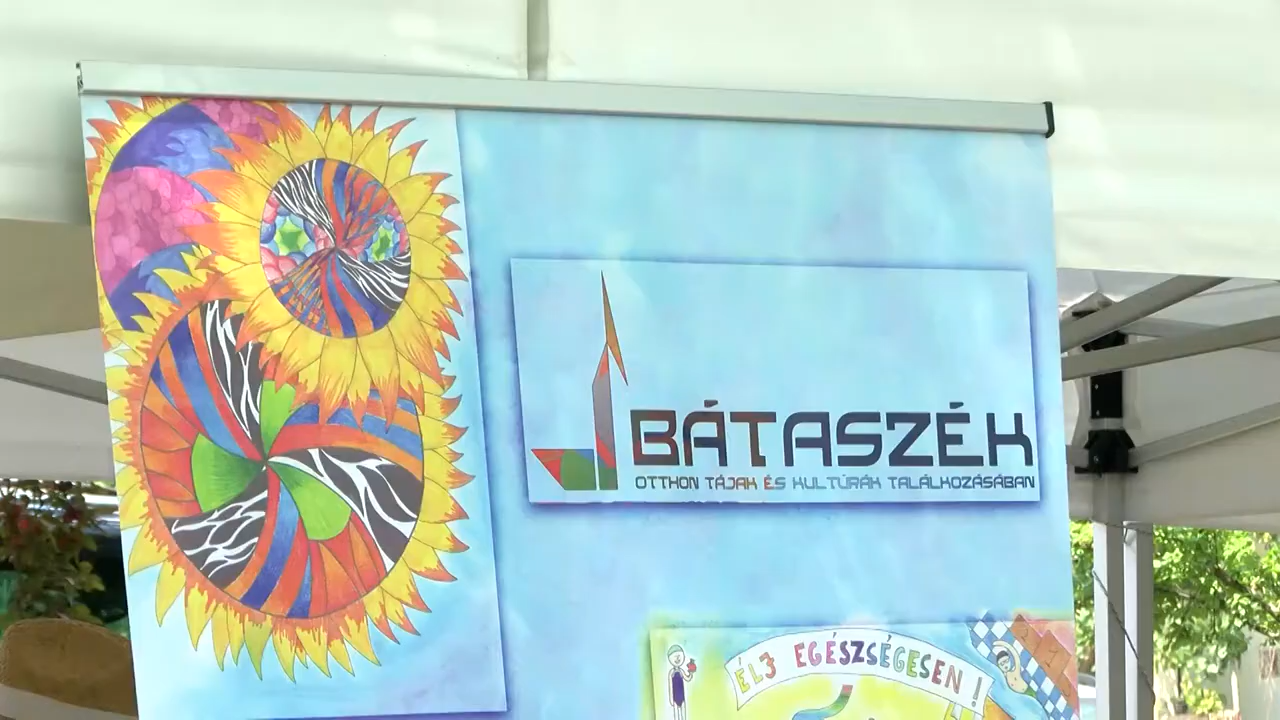 BÁTASZÉK
OTTHON TÁJAK ÉS KULTÚRÁK TALÁLKOZÁSÁBAN
ÉLJ EGÉSZSÉGESEN !